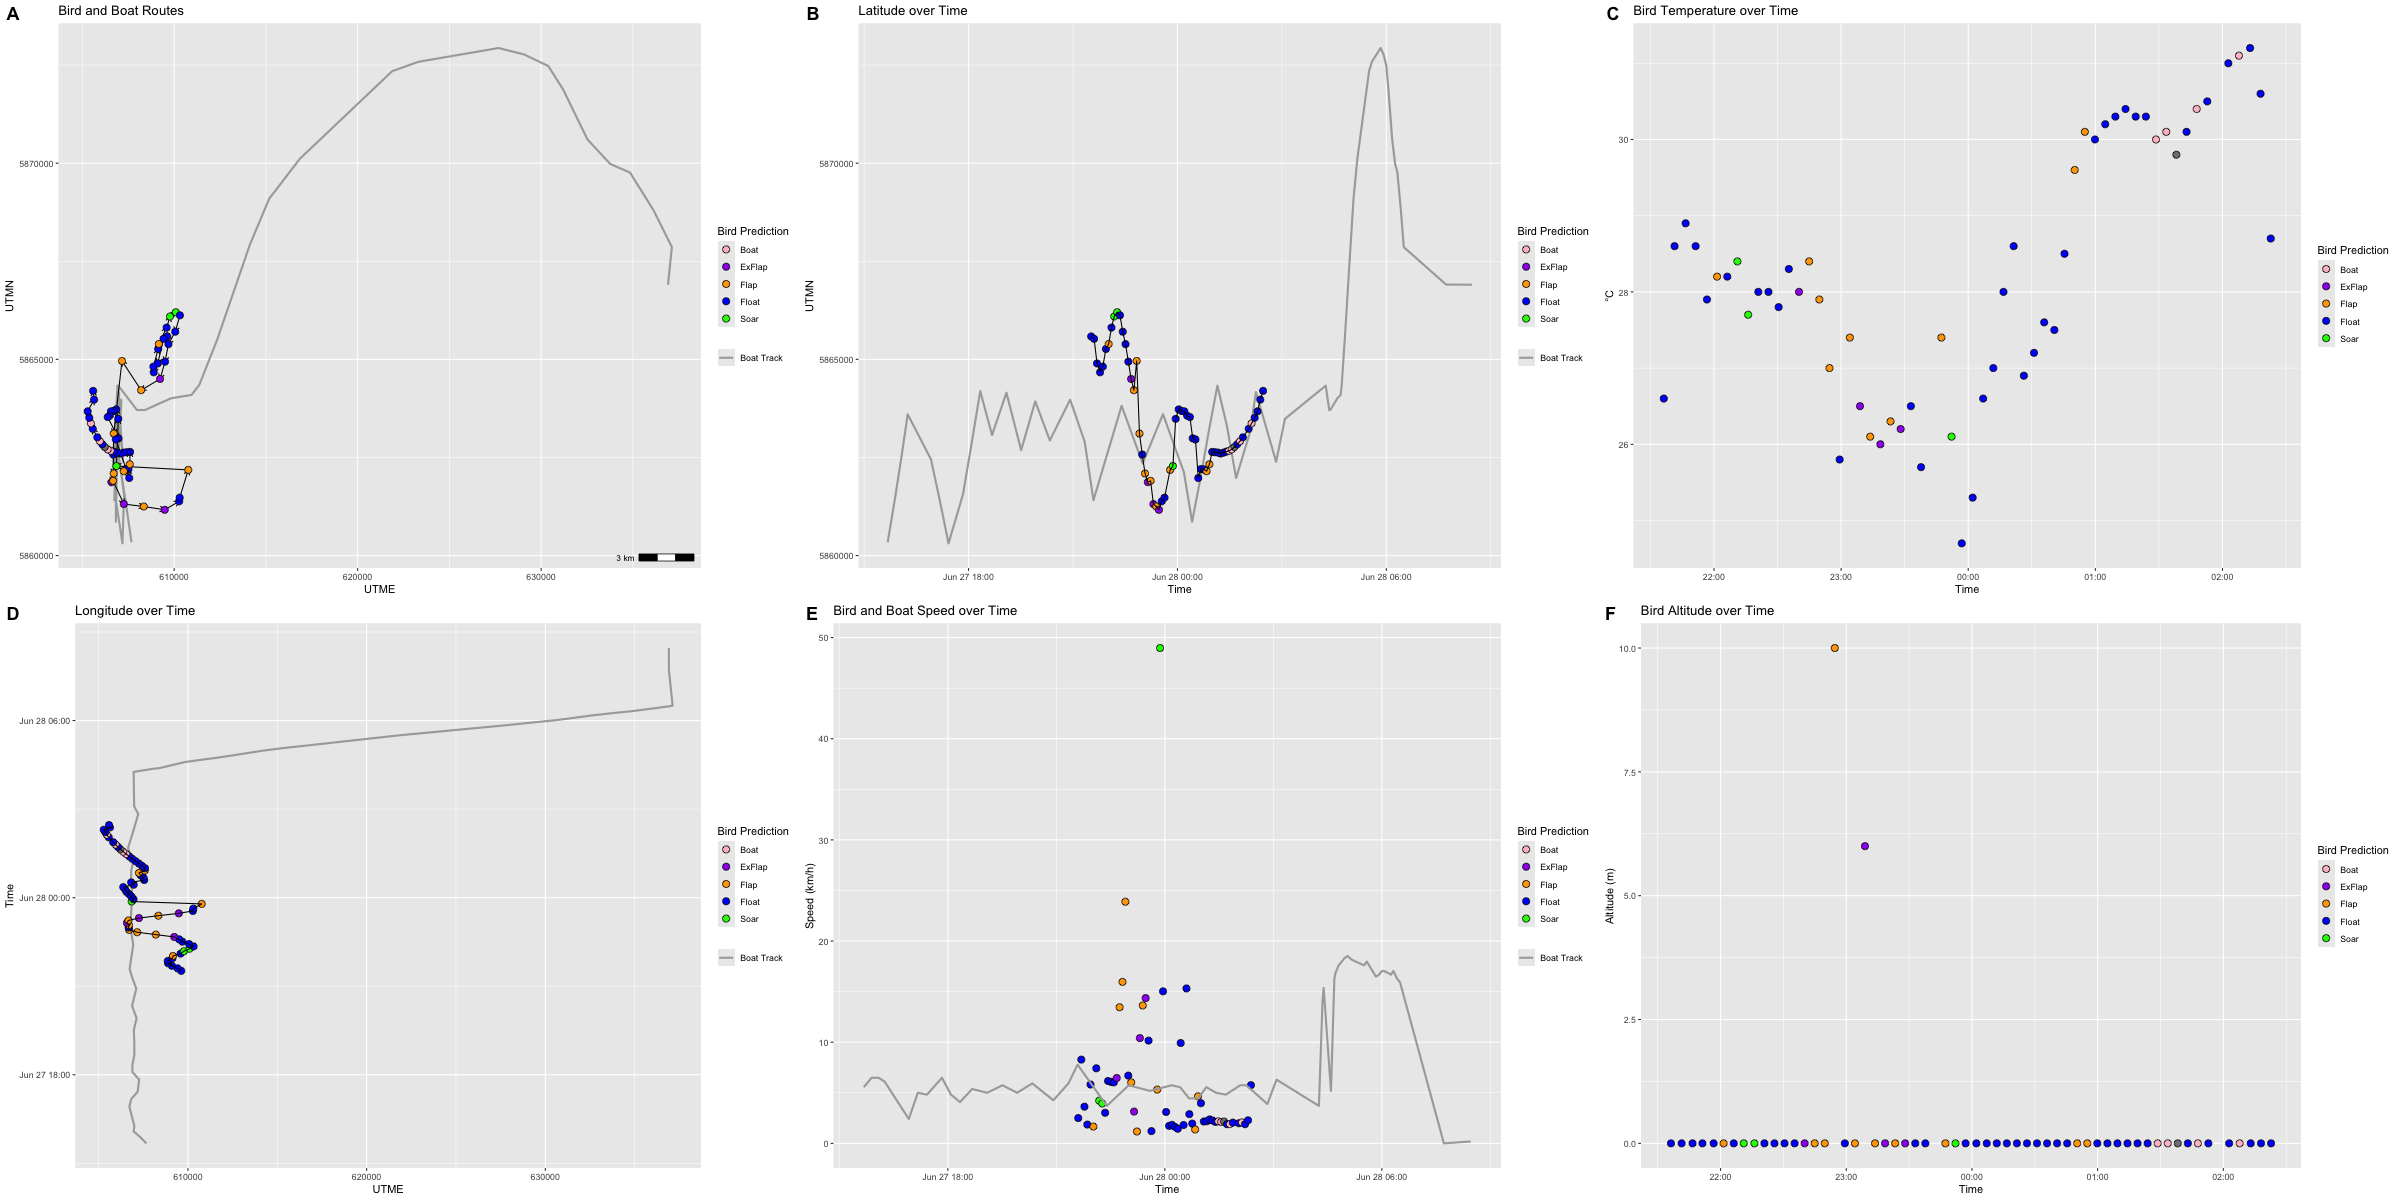 A Bird and Boat Routes
UTMN
5870000
5865000
5860000
610000 620000 630000
UTME
3 km
Bird Prediction
Boat
ExFlap
Flap
Float
Soar
Boat Track
B Latitude over Time
UTMN
5870000
5865000
5860000
Jun 27 18:00 Jun 28 00:00 Jun 28 06:00
Time
Bird Prediction
Boat
ExFlap
Flap
Float
Soar
Boat Track
C Bird Temperature over Time
°C
30
28
26
22:00 23:00 00:00 01:00 02:00
Time
Bird Prediction
Boat
ExFlap
Flap
Float
Soar
D Longitude over Time
Time
Jun 28 06:00
Jun 28 00:00
Jun 27 18:00
610000 620000 630000
UTME
Bird Prediction
Boat
ExFlap
Flap
Float
Soar
Boat Track
E Bird and Boat Speed over Time
Speed (km/h)
50
40
30
20
10
0
Jun 27 18:00 Jun 28 00:00 Jun 28 06:00
Time
Bird Prediction
Boat
ExFlap
Flap
Float
Soar
Boat Track
F Bird Altitude over Time
Altitude (m)
10.0
7.5
5.0
2.5
0.0
22:00 23:00 00:00 01:00 02:00
Time
Bird Prediction
Boat
ExFlap
Flap
Float
Soar